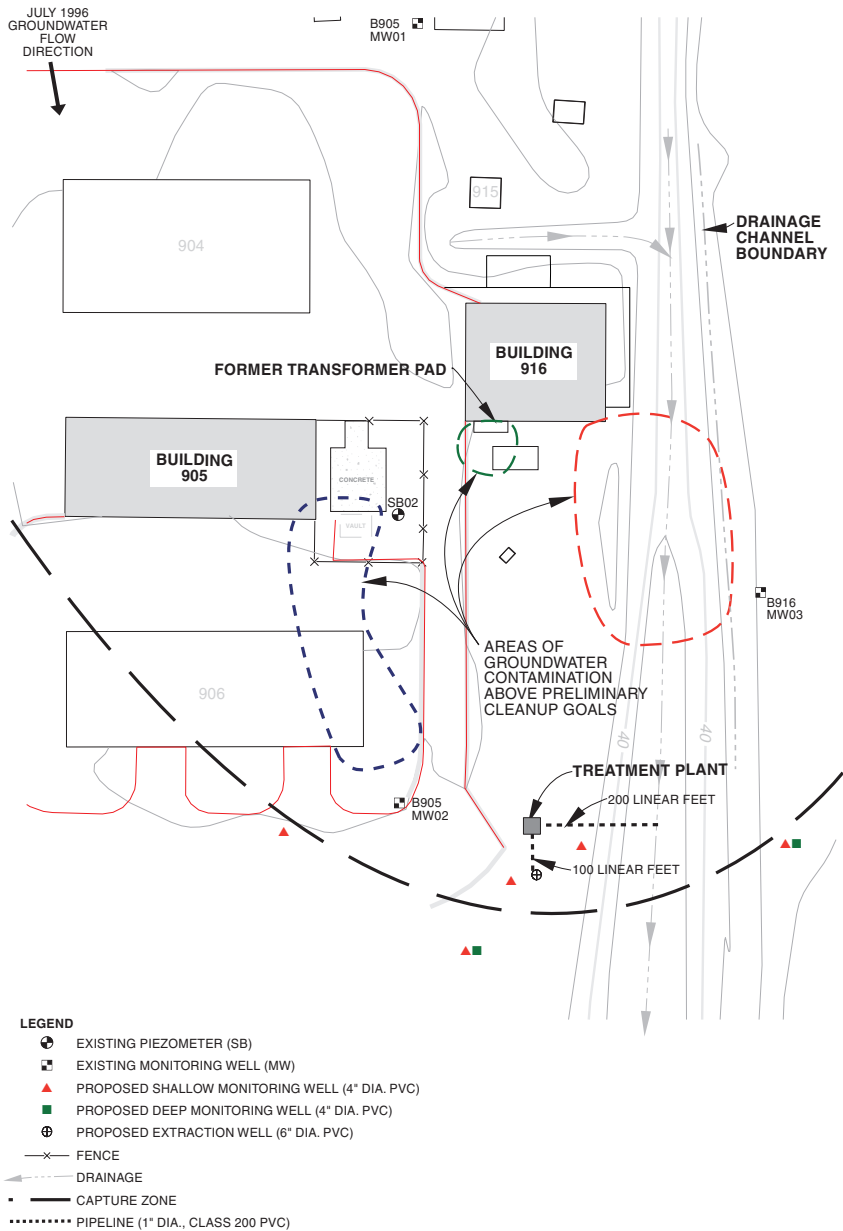 JULY 1996
GROUNDWATER
FLOW
DIRECTION
B905
MW01
915
904
DRAINAGE
CHANNEL
BOUNDARY
BUILDING
916
FORMER TRANSFORMER PAD
BUILDING
905
CONCRETE
SB02
VAULT
B916
MW03
AREAS OF
GROUNDWATER
CONTAMINATION
ABOVE PRELIMINARY
CLEANUP GOALS
906
40
40
TREATMENT PLANT
200 LINEAR FEET
B905
MW02
100 LINEAR FEET
LEGEND
EXISTING PIEZOMETER (SB)
EXISTING MONITORING WELL (MW)
PROPOSED SHALLOW MONITORING WELL (4" DIA. PVC)
PROPOSED DEEP MONITORING WELL (4" DIA. PVC)
PROPOSED EXTRACTION WELL (6" DIA. PVC)
FENCE
DRAINAGE
CAPTURE ZONE
PIPELINE (1" DIA., CLASS 200 PVC)